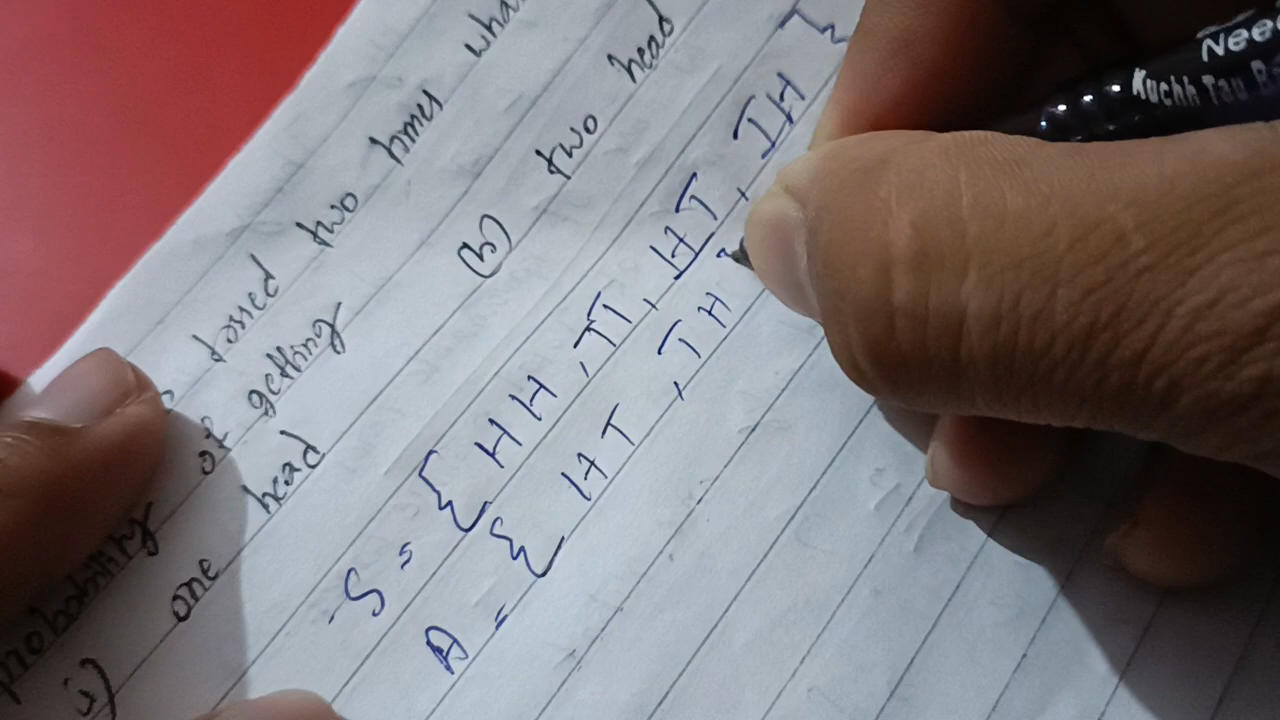 tossed two times wha
probability of getting
i) one head (b) two head
S = { HH , TT , HT , TH }
A = { HT , TH }
Nee
Kuchh Tau B